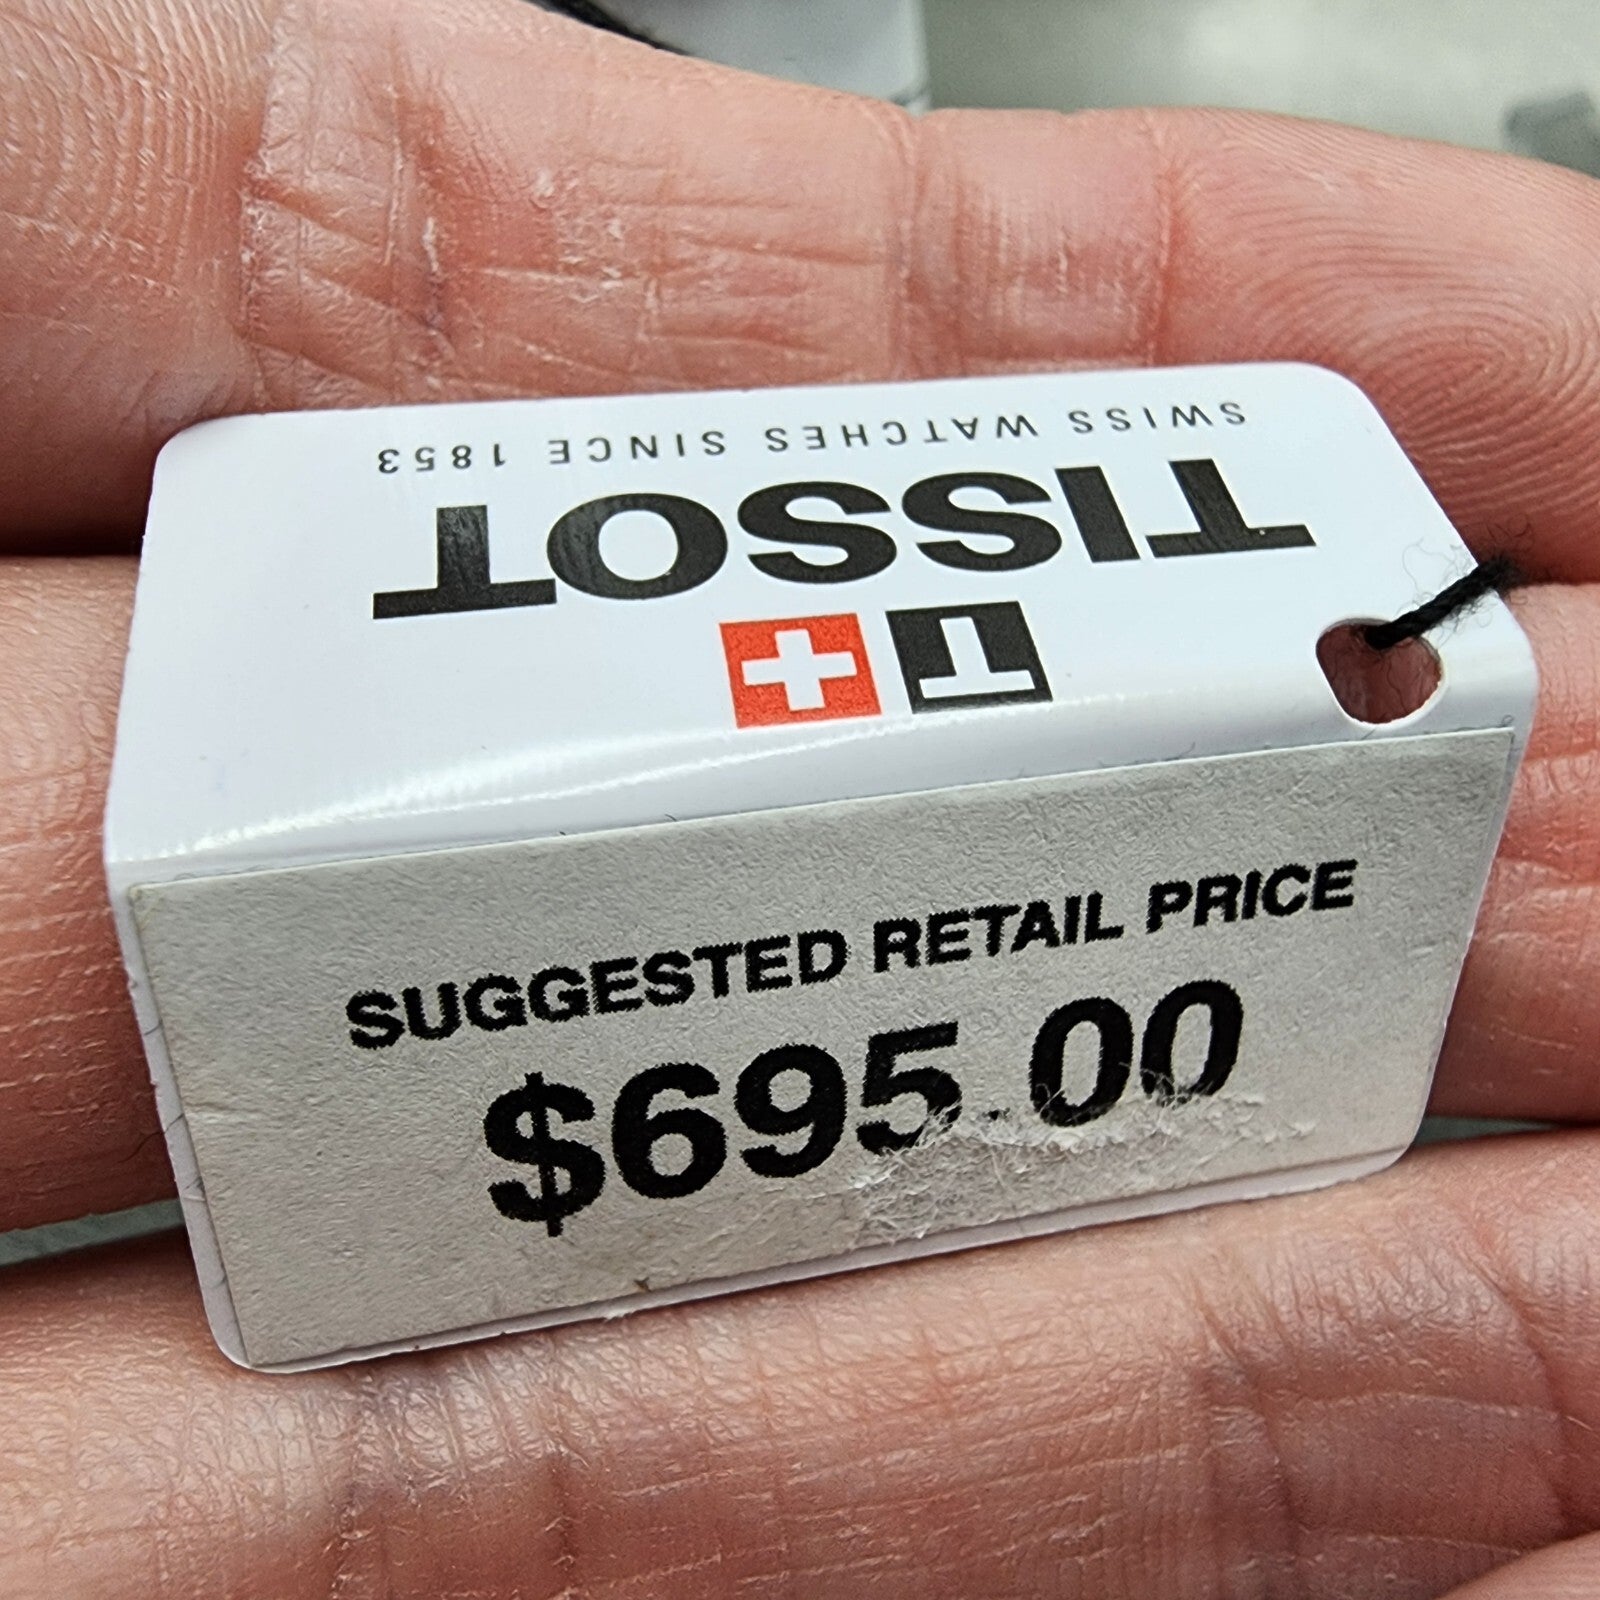 SWISS WATCHES SINCE 1853
TISSOT
T
SUGGESTED RETAIL PRICE
$695.00